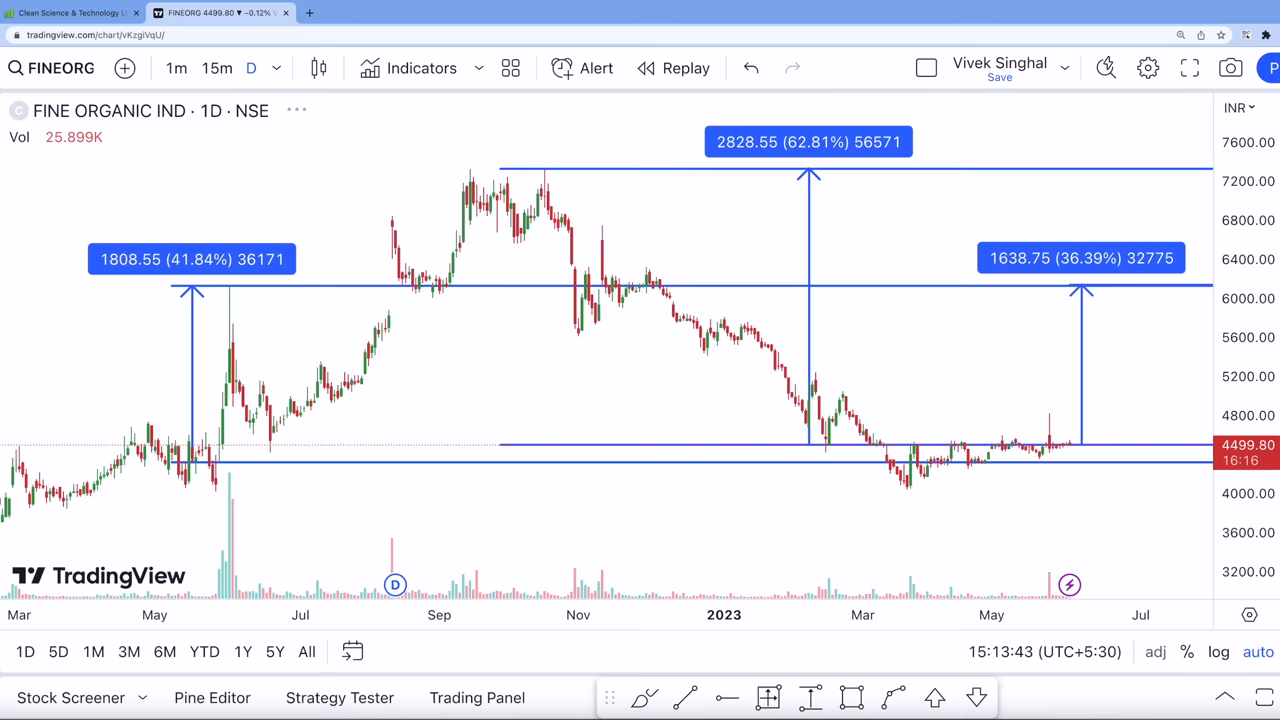 Clean Science & Technology L
FINEORG 4499.80 ▼ −0.12% V
tradingview.com/chart/vKzgiVqU/
FINEORG
1m 15m D
Indicators
Alert
Replay
Vivek Singhal
Save
P
C FINE ORGANIC IND · 1D · NSE
INR
Vol 25.899K
2828.55 (62.81%) 56571
1808.55 (41.84%) 36171
1638.75 (36.39%) 32775
7600.00
7200.00
6800.00
6400.00
6000.00
5600.00
5200.00
4800.00
4499.80
16:16
4000.00
3600.00
3200.00
TradingView
D
Mar May Jul Sep Nov 2023 Mar May Jul
1D 5D 1M 3M 6M YTD 1Y 5Y All
15:13:43 (UTC+5:30) adj % log auto
Stock Screener Pine Editor Strategy Tester Trading Panel